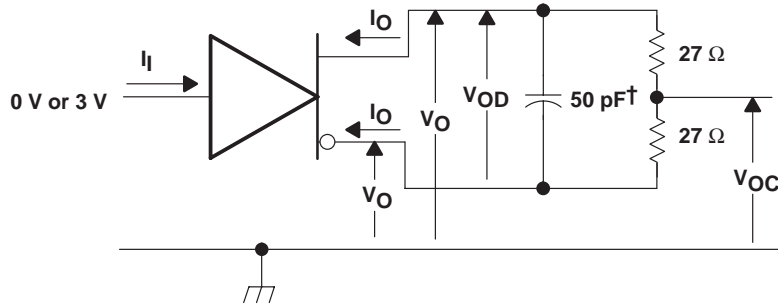 I_O
27 Ω
I_I
V_OD
50 pF†
0 V or 3 V
I_O
V_O
27 Ω
V_OC
V_O